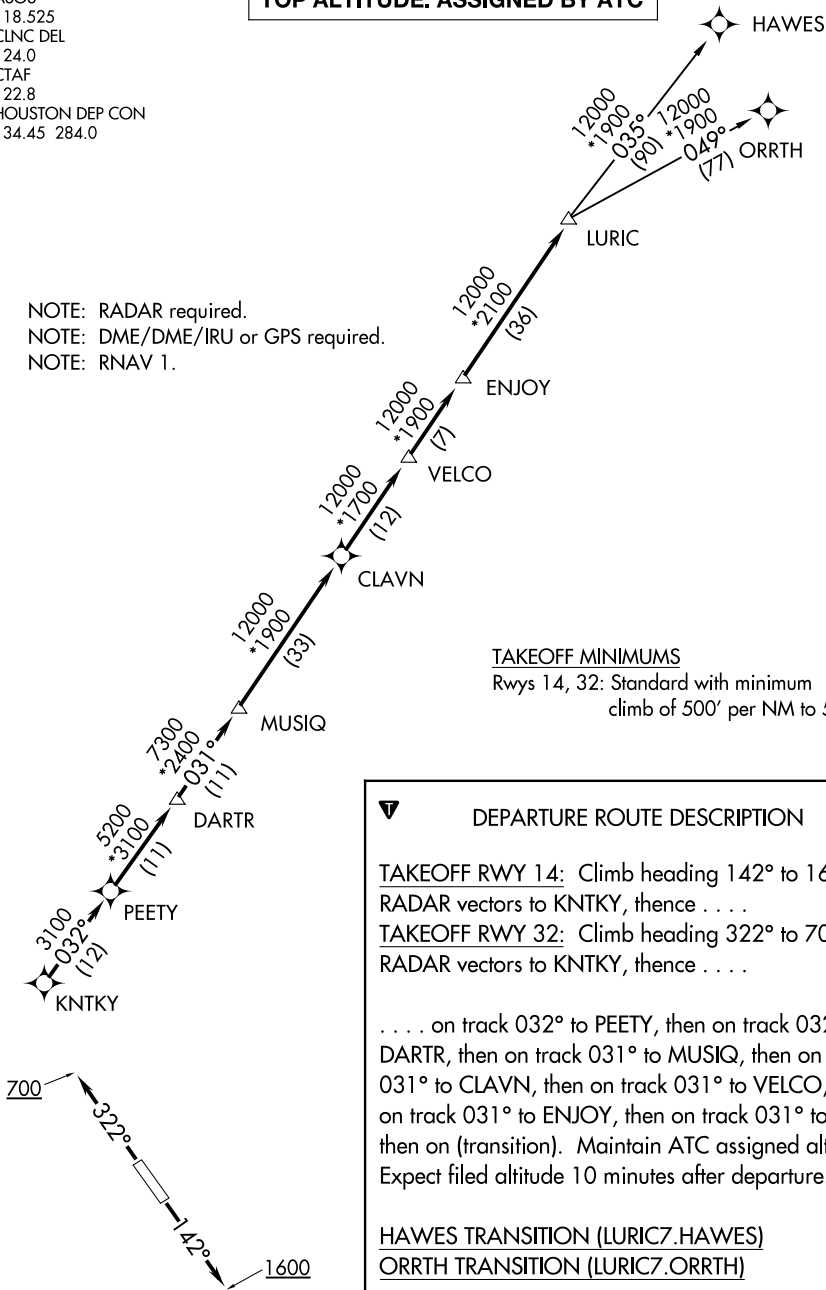 18.525
CLNC DEL
24.0
CTAF
22.8
HOUSTON DEP CON
34.45 284.0
TOP ALTITUDE: ASSIGNED BY ATC
HAWES
12000
*1900
035°
(90)
12000
*1900
049°
(77)
ORRTH
LURIC
NOTE: RADAR required.
NOTE: DME/DME/IRU or GPS required.
NOTE: RNAV 1.
12000
*2100
(36)
ENJOY
12000
*1900
(7)
VELCO
12000
*1700
(12)
CLAVN
12000
*1900
(33)
TAKEOFF MINIMUMS
Rwys 14, 32: Standard with minimum
climb of 500' per NM to 5
MUSIQ
7300
*2400
031°
(11)
DARTR
5200
*3100
(11)
PEETY
3100
032°
(12)
KNTKY
700
322°
142°
1600
T
DEPARTURE ROUTE DESCRIPTION
TAKEOFF RWY 14: Climb heading 142° to 16
RADAR vectors to KNTKY, thence . . . .
TAKEOFF RWY 32: Climb heading 322° to 70
RADAR vectors to KNTKY, thence . . . .
. . . . on track 032° to PEETY, then on track 032
DARTR, then on track 031° to MUSIQ, then on
031° to CLAVN, then on track 031° to VELCO,
on track 031° to ENJOY, then on track 031° to
then on (transition). Maintain ATC assigned alt
Expect filed altitude 10 minutes after departure
HAWES TRANSITION (LURIC7.HAWES)
ORRTH TRANSITION (LURIC7.ORRTH)